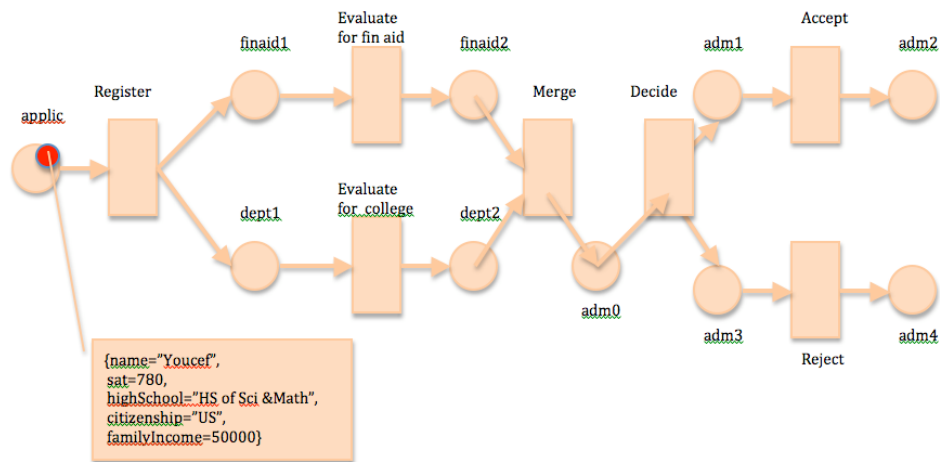 Evaluate
for fin aid
Accept
finaid1
finaid2
adm1
adm2
Register
Merge
Decide
applic
Evaluate
for college
dept1
dept2
adm0
adm3
adm4
Reject
{name=”Youcef”,
sat=780,
highSchool=”HS of Sci &Math”,
citizenship=”US”,
familyIncome=50000}